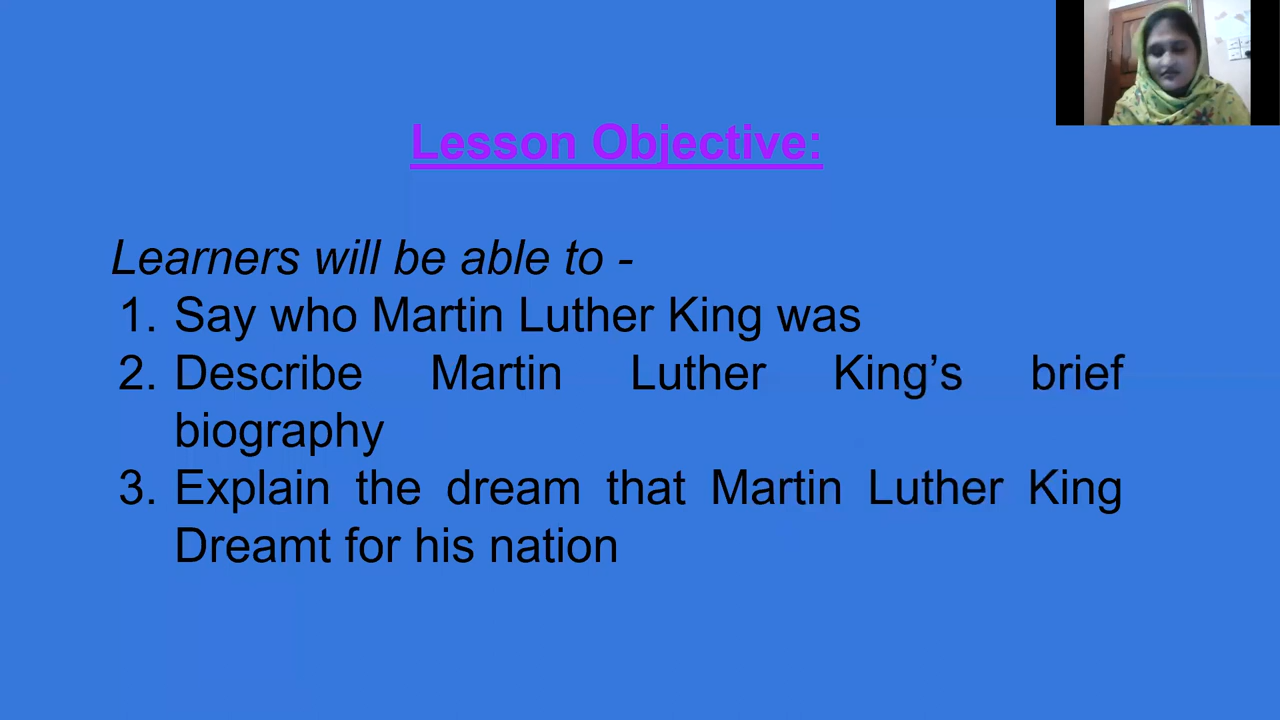 Lesson Objective:
Learners will be able to -
1. Say who Martin Luther King was
2. Describe Martin Luther King’s brief
biography
3. Explain the dream that Martin Luther King
Dreamt for his nation